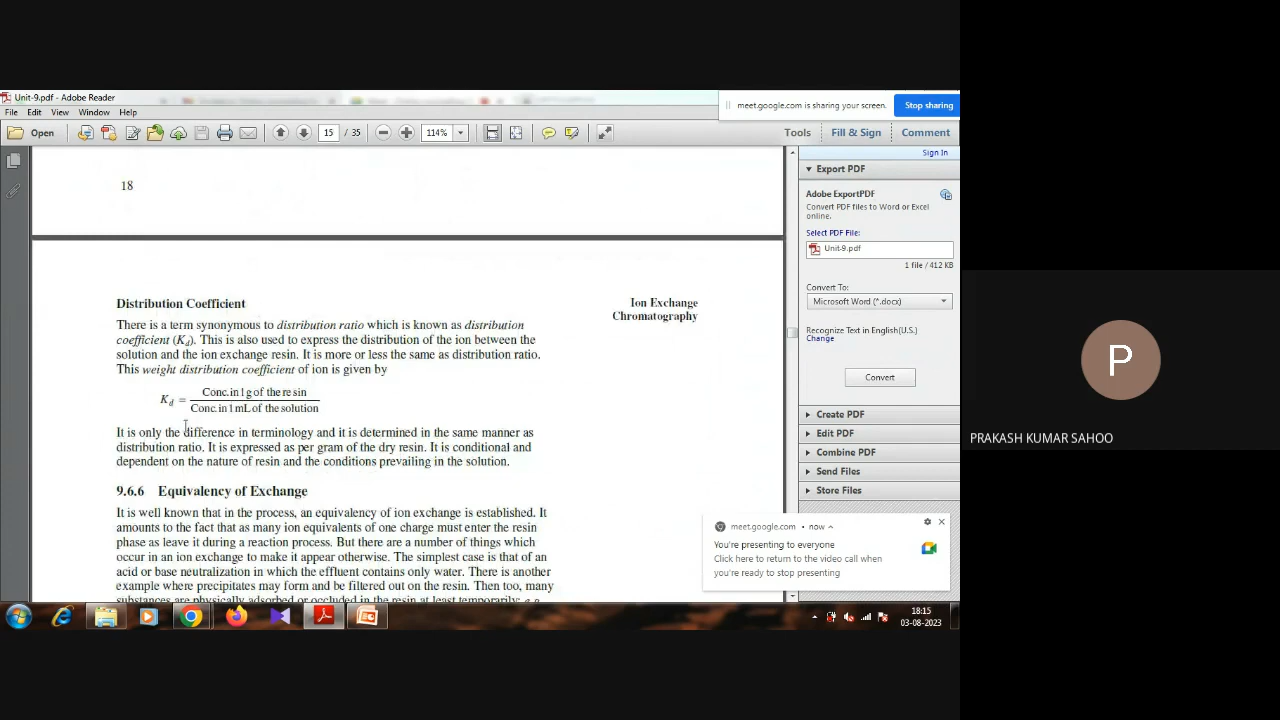 Unit-9.pdf - Adobe Reader
File Edit View Window Help
meet.google.com is sharing your screen. Stop sharing
Open 15 / 35 114% Tools Fill & Sign Comment
Sign In
18
Distribution Coefficient
Ion Exchange
Chromatography
There is a term synonymous to distribution ratio which is known as distribution
coefficient (Kd). This is also used to express the distribution of the ion between the
solution and the ion exchange resin. It is more or less the same as distribution ratio.
This weight distribution coefficient of ion is given by
Kd = Conc.in 1 g of the re sin
Conc.in 1 mL of the solution
It is only the difference in terminology and it is determined in the same manner as
distribution ratio. It is expressed as per gram of the dry resin. It is conditional and
dependent on the nature of resin and the conditions prevailing in the solution.
9.6.6 Equivalency of Exchange
It is well known that in the process, an equivalency of ion exchange is established. It
amounts to the fact that as many ion equivalents of one charge must enter the resin
phase as leave it during a reaction process. But there are a number of things which
occur in an ion exchange to make it appear otherwise. The simplest case is that of an
acid or base neutralization in which the effluent contains only water. There is another
example where precipitates may form and be filtered out on the resin. Then too, many
substances are physically adsorbed or occluded in the resin at least temporarily; e.g.
Export PDF
Adobe ExportPDF
Convert PDF files to Word or Excel
online.
Select PDF File:
Unit-9.pdf
1 file / 412 KB
Convert To:
Microsoft Word (*.docx)
Recognize Text in English(U.S.)
Change
Convert
Create PDF
Edit PDF
Combine PDF
Send Files
Store Files
meet.google.com • now
You're presenting to everyone
Click here to return to the video call when
you're ready to stop presenting
18:15
03-08-2023
P
PRAKASH KUMAR SAHOO